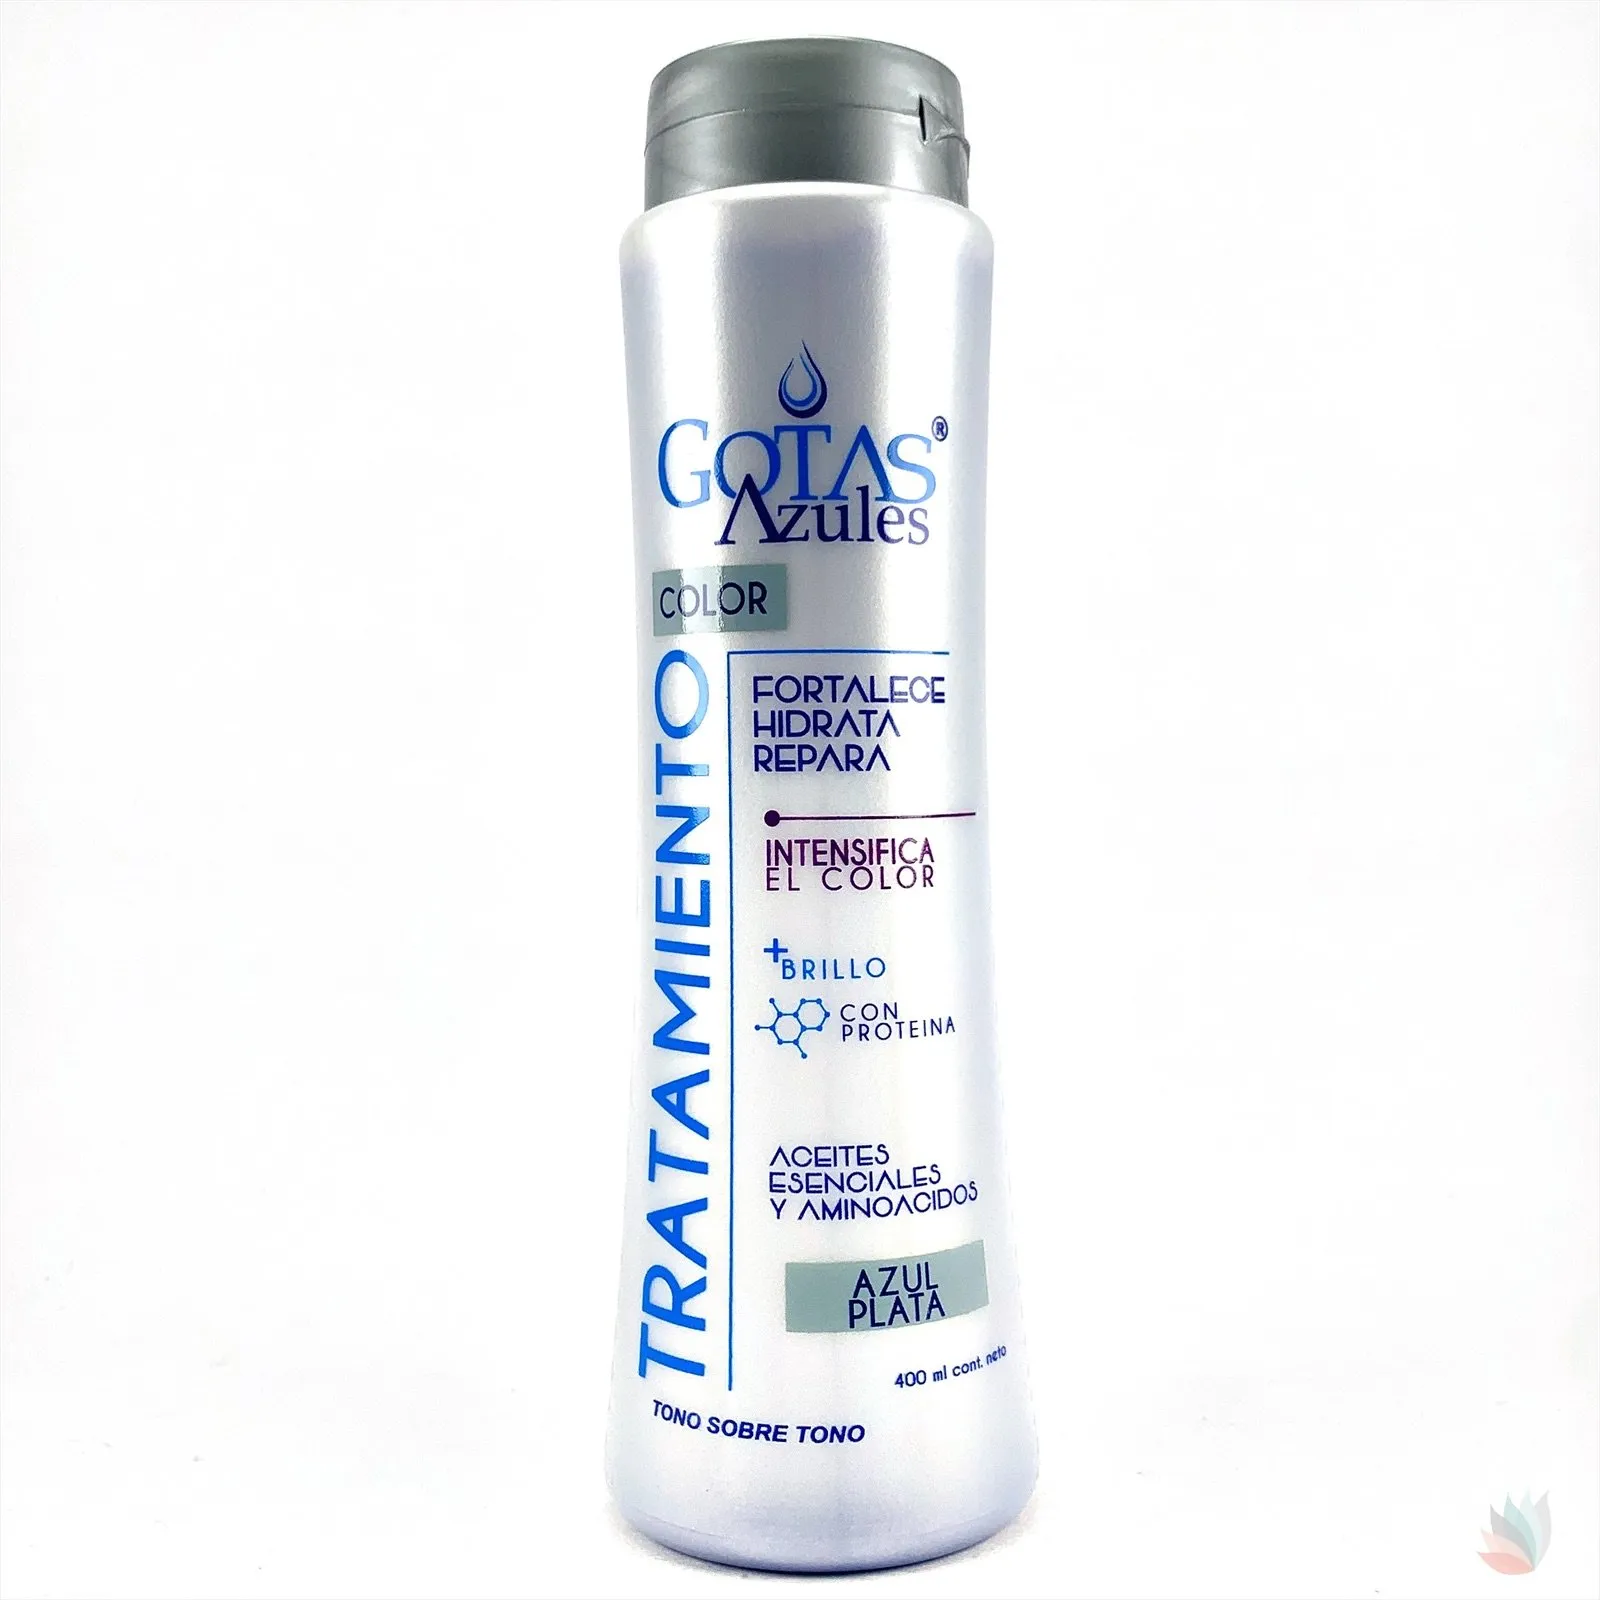 GOTAS®
Azules
COLOR
TRATAMIENTO
FORTALECE
HIDRATA
REPARA
INTENSIFICA
EL COLOR
+BRILLO
CON
PROTEINA
ACEITES
ESENCIALES
Y AMINOACIDOS
AZUL
PLATA
400 ml cont. neto
TONO SOBRE TONO